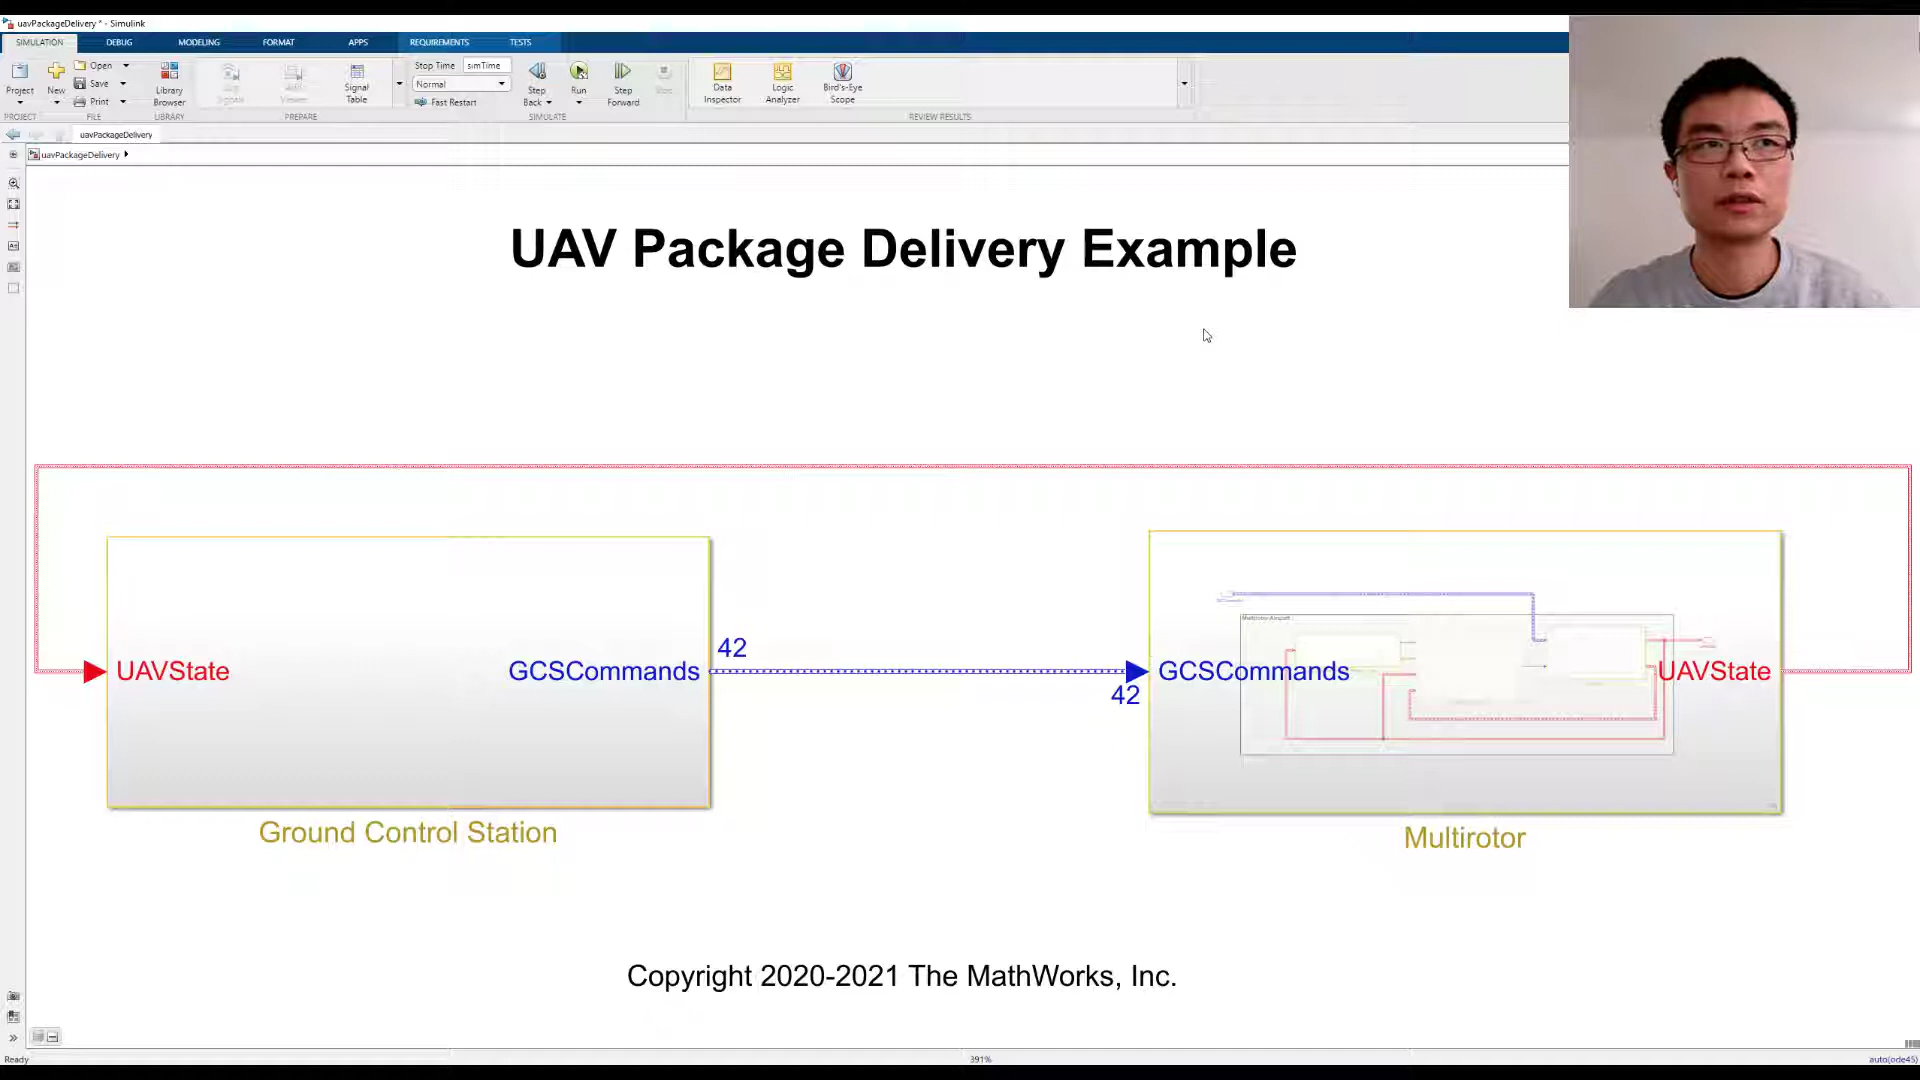 uavPackageDelivery * - Simulink
SIMULATION DEBUG MODELING FORMAT APPS REQUIREMENTS TESTS
Project
New
Open
Save
Print
Library Browser
Signal Table
Stop Time simTime
Normal
Fast Restart
Step Back
Run
Step Forward
Data Inspector
Logic Analyzer
Bird's-Eye Scope
PROJECT FILE LIBRARY PREPARE SIMULATE REVIEW RESULTS
uavPackageDelivery
uavPackageDelivery
UAV Package Delivery Example
UAVState
GCSCommands
42
42
GCSCommands
UAVState
Ground Control Station
Multirotor
Copyright 2020-2021 The MathWorks, Inc.
Ready
391%
auto(ode45)